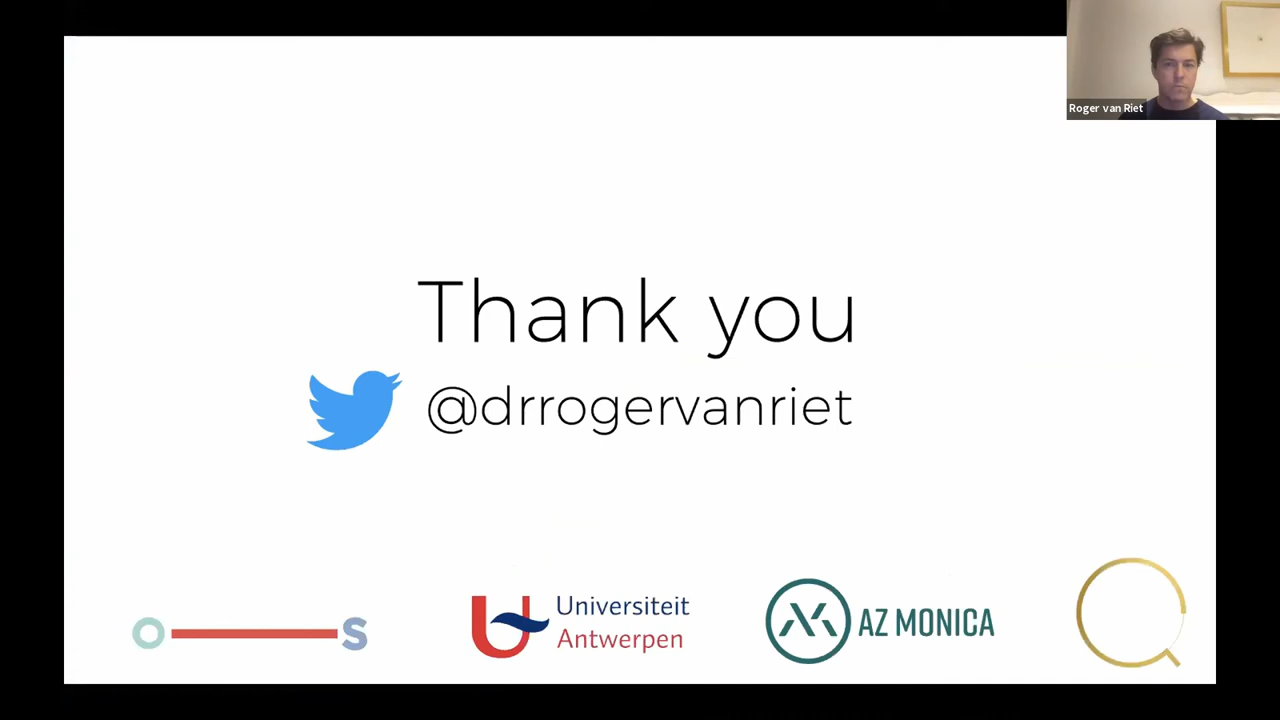 Roger van Riet
Thank you
@drrogervanriet
O S
Universiteit
Antwerpen
AZ MONICA